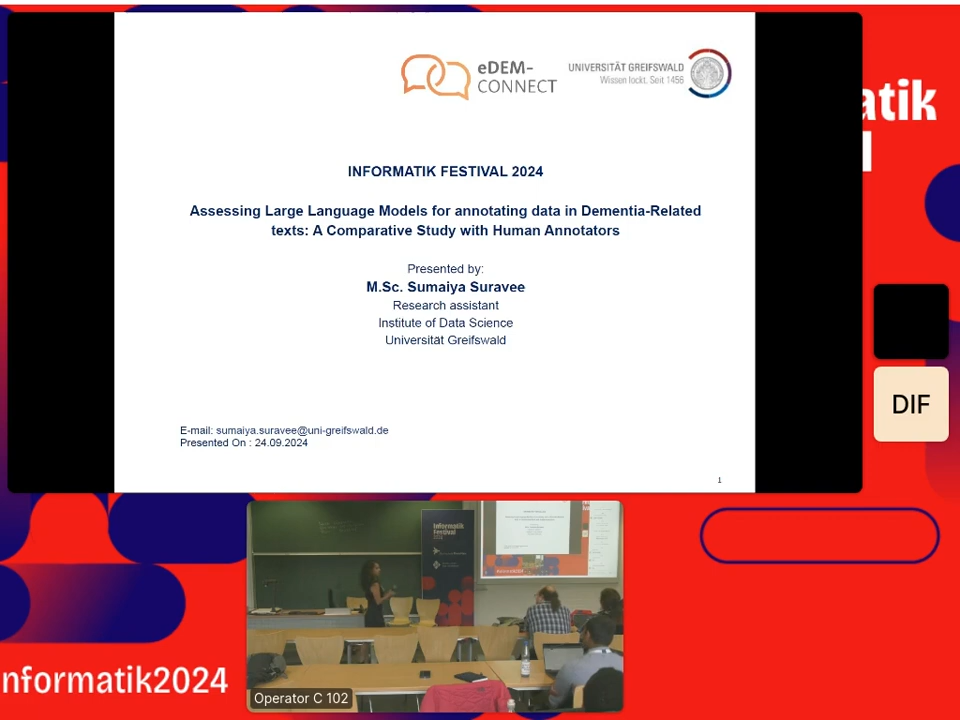 eDEM-
CONNECT
UNIVERSITÄT GREIFSWALD
Wissen lockt. Seit 1456
atik
INFORMATIK FESTIVAL 2024
Assessing Large Language Models for annotating data in Dementia-Related
texts: A Comparative Study with Human Annotators
Presented by:
M.Sc. Sumaiya Suravee
Research assistant
Institute of Data Science
Universität Greifswald
DIF
E-mail: sumaiya.suravee@uni-greifswald.de
Presented On : 24.09.2024
1
Informatik
Festival
nformatik2024
Operator C 102